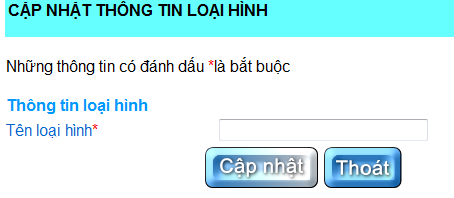 CẬP NHẬT THÔNG TIN LOẠI HÌNH
Những thông tin có đánh dấu *là bắt buộc
Thông tin loại hình
Tên loại hình*
Cập nhật Thoát